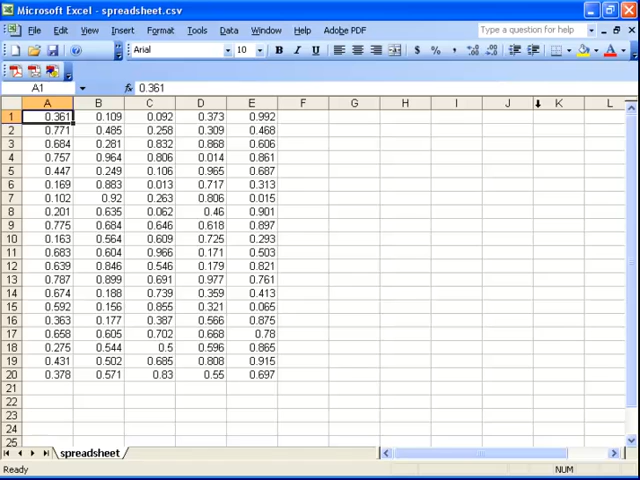 Microsoft Excel - spreadsheet.csv
File Edit View Insert Format Tools Data Window Help Adobe PDF Type a question for help
Arial 10 B I U $ % ,
A1 fx 0.361
A B C D E F G H I J K L
1 0.361 0.109 0.092 0.373 0.992
2 0.771 0.485 0.258 0.309 0.468
3 0.684 0.281 0.832 0.868 0.606
4 0.757 0.964 0.806 0.014 0.861
5 0.447 0.249 0.106 0.965 0.687
6 0.169 0.883 0.013 0.717 0.313
7 0.102 0.92 0.263 0.806 0.015
8 0.201 0.635 0.062 0.46 0.901
9 0.775 0.684 0.646 0.618 0.897
10 0.163 0.564 0.609 0.725 0.293
11 0.683 0.604 0.966 0.171 0.503
12 0.639 0.846 0.546 0.179 0.821
13 0.787 0.899 0.691 0.977 0.761
14 0.674 0.188 0.739 0.359 0.413
15 0.592 0.156 0.855 0.321 0.065
16 0.363 0.177 0.387 0.566 0.875
17 0.658 0.605 0.702 0.668 0.78
18 0.275 0.544 0.5 0.596 0.865
19 0.431 0.502 0.685 0.808 0.915
20 0.378 0.571 0.83 0.55 0.697
21
22
23
24
25
spreadsheet
Ready NUM